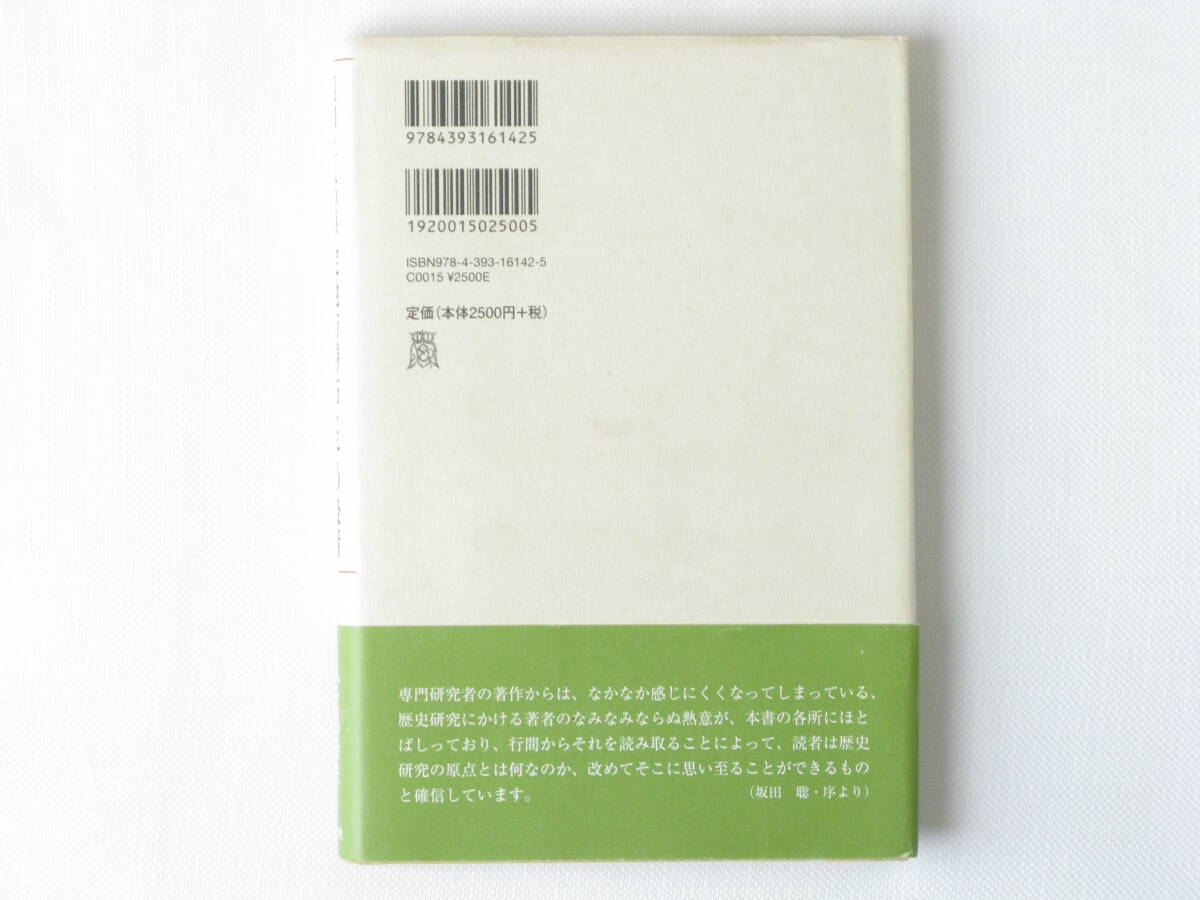 9784393161425
1920015025005
ISBN978-4-393-16142-5
C0015 ¥2500E
定価（本体2500円＋税）
専門研究者の著作からは、なかなか感じにくくなってしまっている、
歴史研究にかける著者のなみなみならぬ熱意が、本書の各所にほと
ばしっており、行間からそれを読み取ることによって、読者は歴史
研究の原点とは何なのか、改めてそこに思い至ることができるもの
と確信しています。　（坂田　聡・序より）